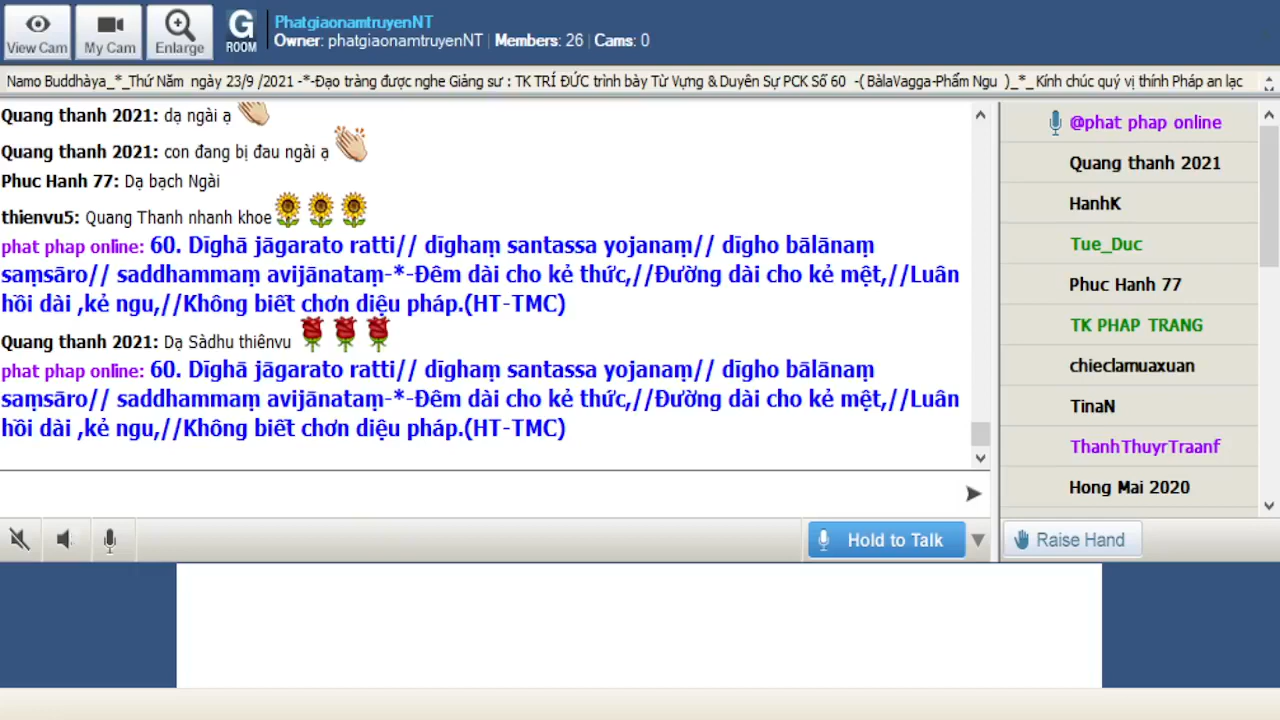 View Cam
My Cam
Enlarge
G
ROOM
PhatgiaonamtruyenNT
Owner: phatgiaonamtruyenNT | Members: 26 | Cams: 0
Namo Buddhàya_*_Thứ Năm ngày 23/9 /2021 -*-Đạo tràng được nghe Giảng sư : TK TRÍ ĐỨC trình bày Từ Vựng & Duyên Sự PCK Số 60 -( BàlaVagga-Phẩm Ngu )_*_ Kính chúc quý vị thính Pháp an lạc
Quang thanh 2021: dạ ngài ạ
Quang thanh 2021: con đang bị đau ngài ạ
Phuc Hanh 77: Dạ bạch Ngài
thienvu5: Quang Thanh nhanh khoe
phat phap online: 60. Dīghā jāgarato ratti// dīghaṃ santassa yojanaṃ// dīgho bālānaṃ
saṃsāro// saddhammaṃ avijānataṃ-*-Đêm dài cho kẻ thức,//Đường dài cho kẻ mệt,//Luân
hồi dài ,kẻ ngu,//Không biết chơn diệu pháp.(HT-TMC)
Quang thanh 2021: Dạ Sàdhu thiênvu
phat phap online: 60. Dīghā jāgarato ratti// dīghaṃ santassa yojanaṃ// dīgho bālānaṃ
saṃsāro// saddhammaṃ avijānataṃ-*-Đêm dài cho kẻ thức,//Đường dài cho kẻ mệt,//Luân
hồi dài ,kẻ ngu,//Không biết chơn diệu pháp.(HT-TMC)
@phat phap online
Quang thanh 2021
HanhK
Tue_Duc
Phuc Hanh 77
TK PHAP TRANG
chieclamuaxuan
TinaN
ThanhThuyrTraanf
Hong Mai 2020
Hold to Talk
Raise Hand